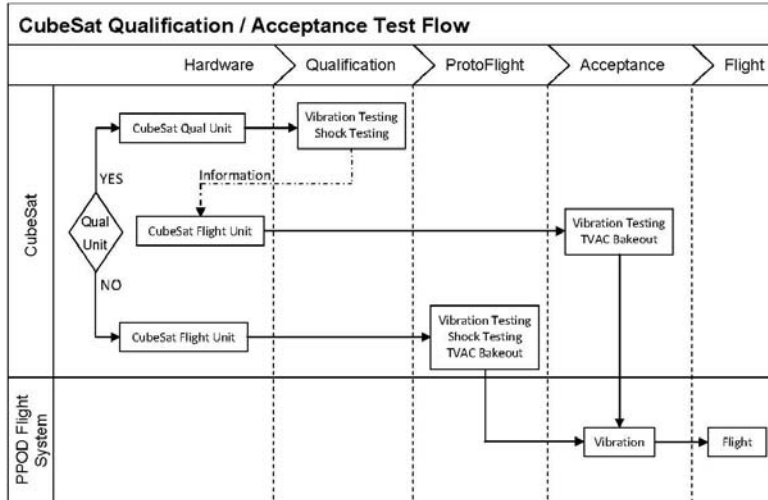 CubeSat Qualification / Acceptance Test Flow
Hardware
Qualification
ProtoFlight
Acceptance
Flight
CubeSat
CubeSat Qual Unit
Vibration Testing
Shock Testing
YES
Information
Qual
Unit
CubeSat Flight Unit
Vibration Testing
TVAC Bakeout
NO
CubeSat Flight Unit
Vibration Testing
Shock Testing
TVAC Bakeout
PPOD Flight
System
Vibration
Flight